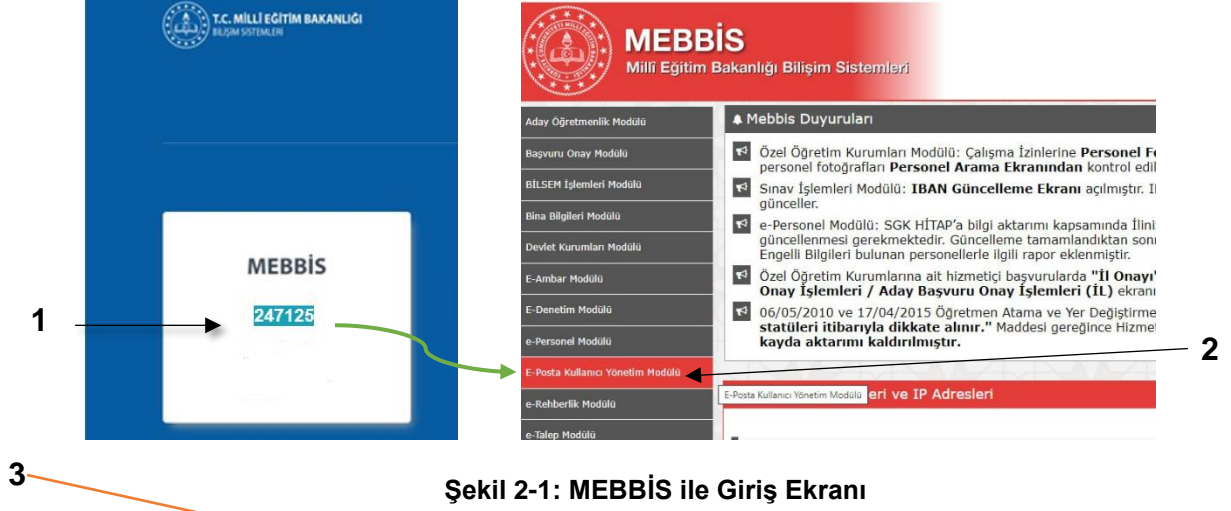 T.C. MİLLÎ EĞİTİM BAKANLIĞI
BİLİŞİM SİSTEMLERİ
MEBBİS
247125
1
MEBBİS
Millî Eğitim Bakanlığı Bilişim Sistemleri
Aday Öğretmenlik Modülü
Başvuru Onay Modülü
BİLSEM İşlemleri Modülü
Bina Bilgileri Modülü
Devlet Kurumları Modülü
E-Ambar Modülü
E-Denetim Modülü
e-Personel Modülü
E-Posta Kullanıcı Yönetim Modülü
e-Rehberlik Modülü
e-Talep Modülü
Mebbis Duyuruları
Özel Öğretim Kurumları Modülü: Çalışma İzinlerine Personel F
personel fotoğrafları Personel Arama Ekranından kontrol edil
Sınav İşlemleri Modülü: IBAN Güncelleme Ekranı açılmıştır. I
günceller.
e-Personel Modülü: SGK HİTAP'a bilgi aktarımı kapsamında İlini
güncellenmesi gerekmektedir. Güncelleme tamamlandıktan sonr
Engelli Bilgileri bulunan personellerle ilgili rapor eklenmiştir.
Özel Öğretim Kurumlarına ait hizmetiçi başvurularda "İl Onayı"
Onay İşlemleri / Aday Başvuru Onay İşlemleri (İL) ekranı
06/05/2010 ve 17/04/2015 Öğretmen Atama ve Yer Değiştirme
statüleri itibarıyla dikkate alınır." Maddesi gereğince Hizmet
kayda aktarımı kaldırılmıştır.
2
E-Posta Kullanıcı Yönetim Modülü
eri ve IP Adresleri
3
Şekil 2-1: MEBBİS ile Giriş Ekranı